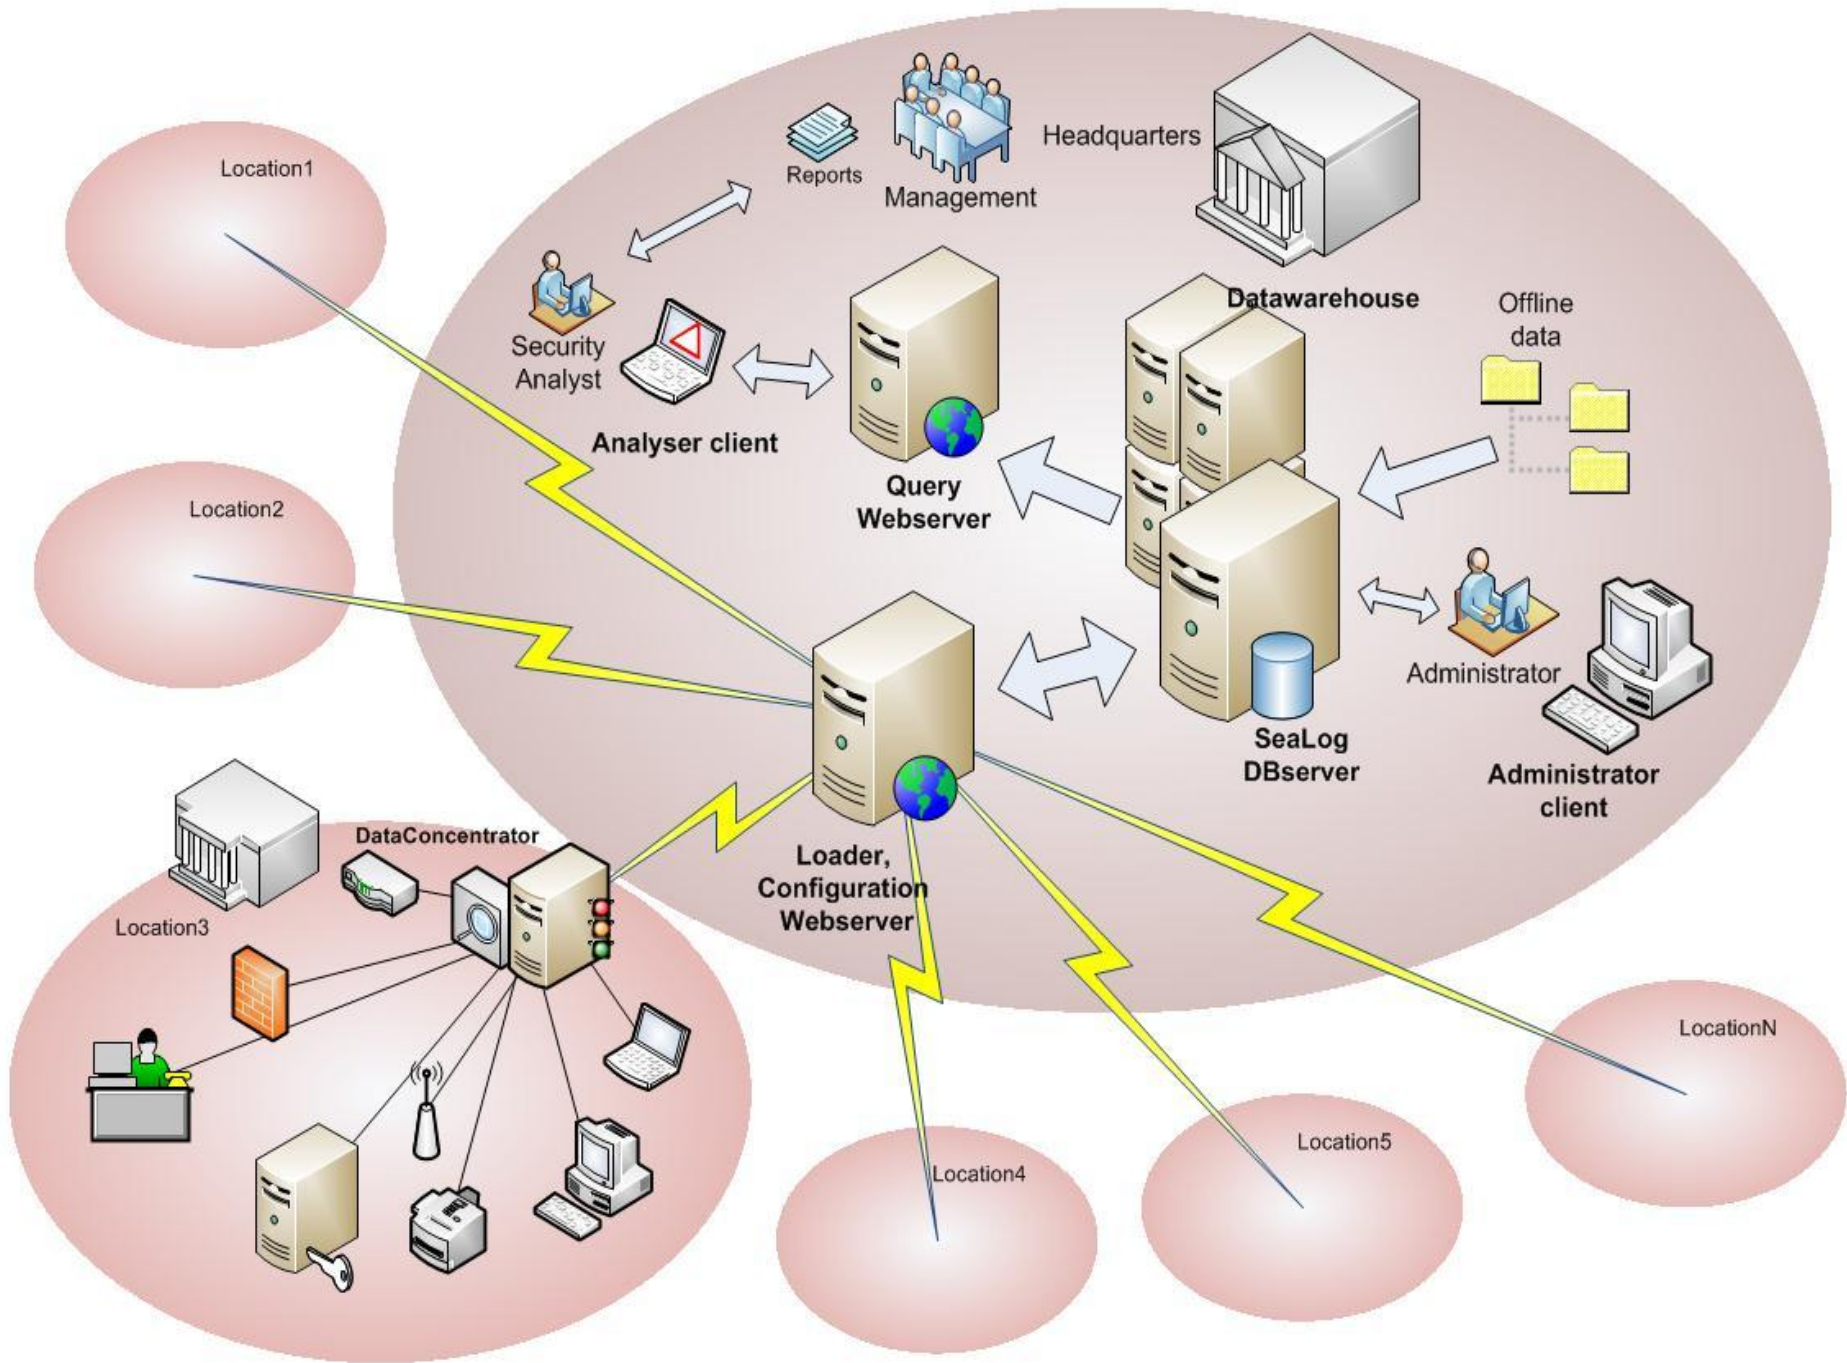 Location1
Reports
Management
Headquarters
Datawarehouse
Offline
data
Security
Analyst
Analyser client
Query
Webserver
Location2
Administrator
SeaLog
DBserver
Administrator
client
DataConcentrator
Location3
Loader,
Configuration
Webserver
LocationN
Location5
Location4